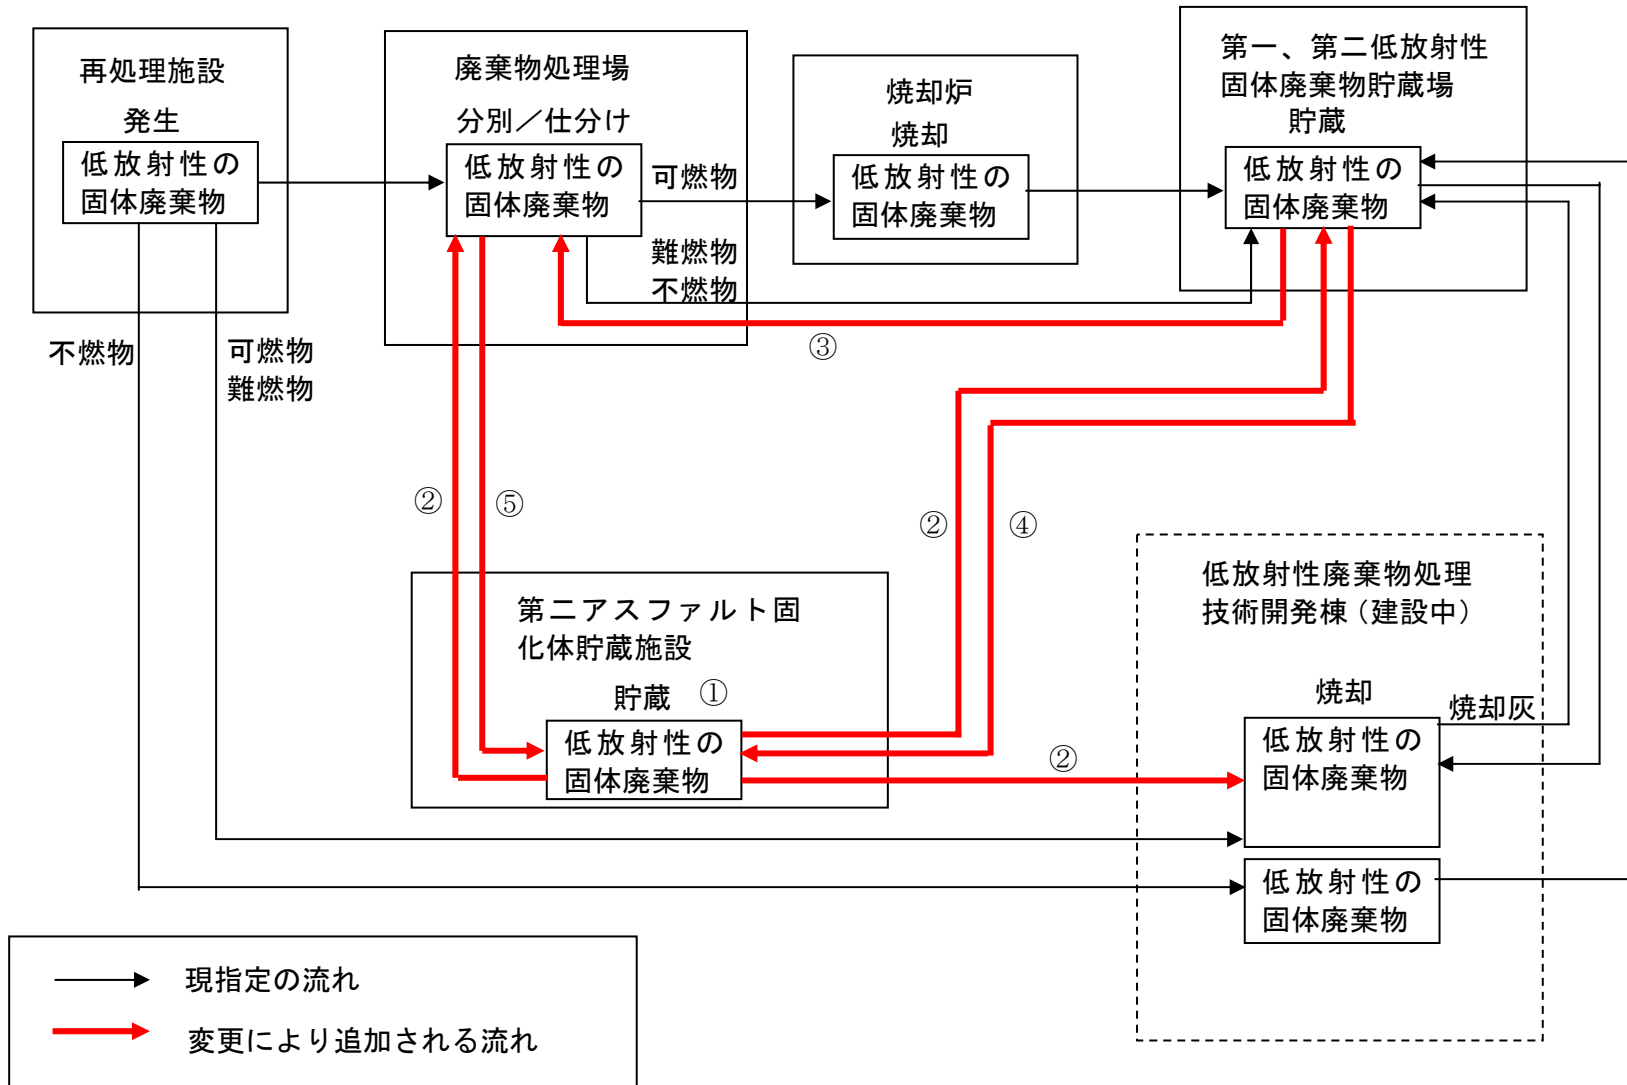 再処理施設
発生
低放射性の
固体廃棄物
廃棄物処理場
分別／仕分け
低放射性の
固体廃棄物
可燃物
難燃物
不燃物
焼却炉
焼却
低放射性の
固体廃棄物
第一、第二低放射性
固体廃棄物貯蔵場
貯蔵
低放射性の
固体廃棄物
不燃物
可燃物
難燃物
③
②
⑤
②
④
第二アスファルト固
化体貯蔵施設
貯蔵 ①
低放射性の
固体廃棄物
②
低放射性廃棄物処理
技術開発棟（建設中）
焼却
焼却灰
低放射性の
固体廃棄物
低放射性の
固体廃棄物
現指定の流れ
変更により追加される流れ